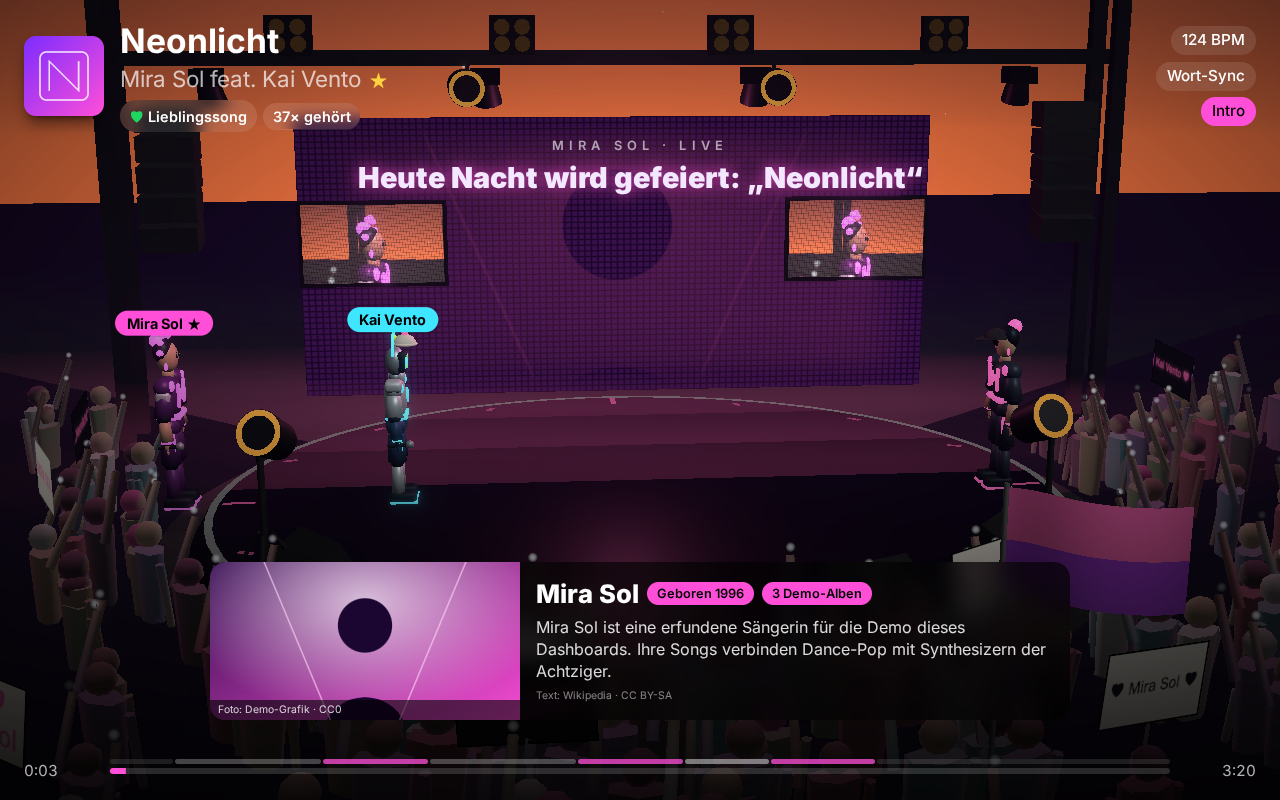 Neonlicht
Mira Sol feat. Kai Vento ★
Lieblingssong
37× gehört
124 BPM
Wort-Sync
Intro
MIRA SOL · LIVE
Heute Nacht wird gefeiert: „Neonlicht“
Mira Sol ★
Kai Vento
Kai Vento ♥
Mira Sol
Geboren 1996
3 Demo-Alben
Mira Sol ist eine erfundene Sängerin für die Demo dieses
Dashboards. Ihre Songs verbinden Dance-Pop mit Synthesizern der
Achtziger.
Text: Wikipedia · CC BY-SA
Foto: Demo-Grafik · CC0
♥ Mira Sol ♥
0:03
3:20